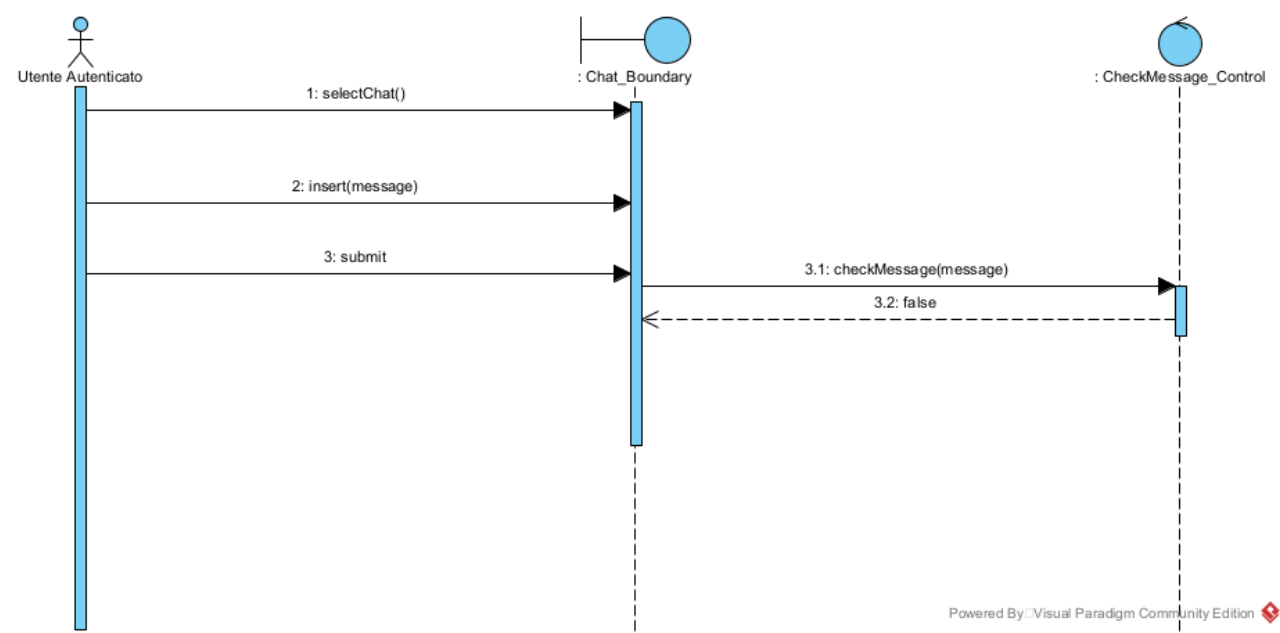 Utente Autenticato
: Chat_Boundary
: CheckMessage_Control
1: selectChat()
2: insert(message)
3: submit
3.1: checkMessage(message)
3.2: false
Powered By Visual Paradigm Community Edition